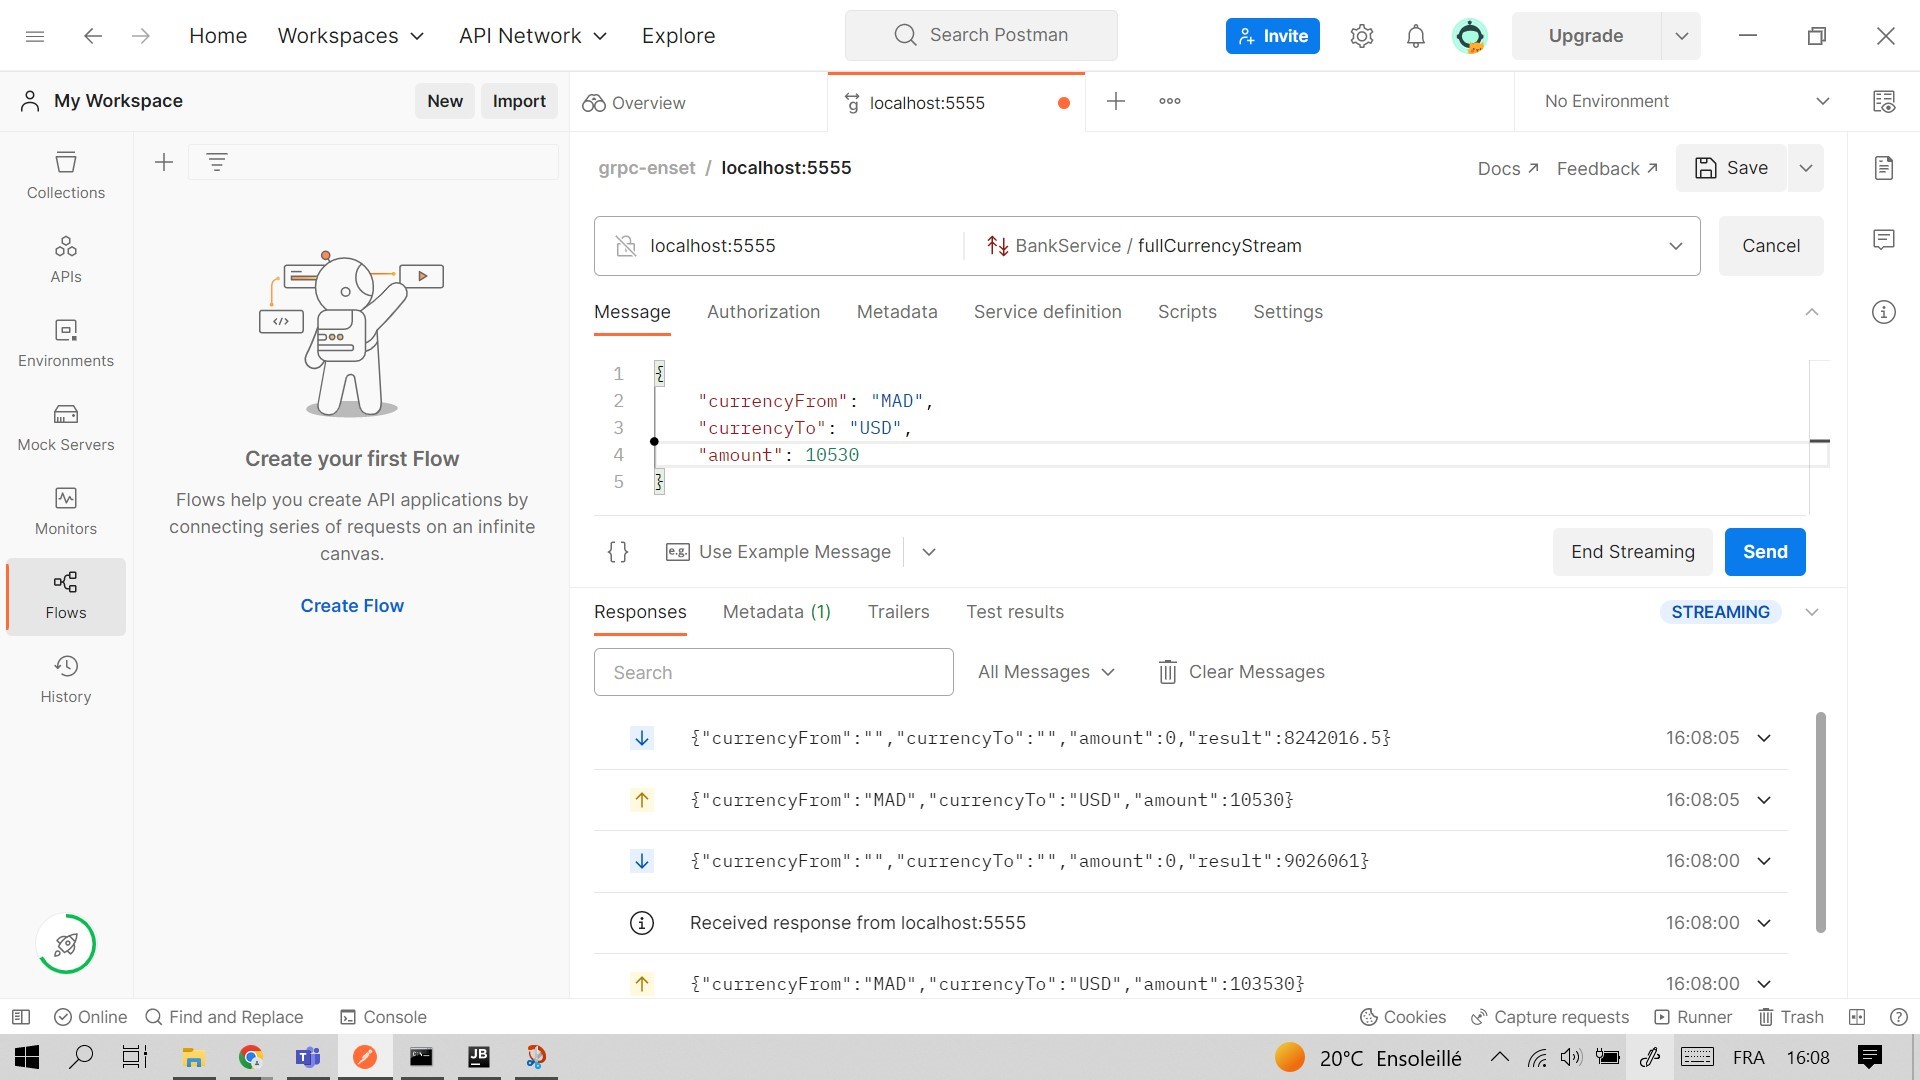 Home Workspaces API Network Explore Search Postman Invite Upgrade
My Workspace New Import Overview localhost:5555 No Environment
grpc-enset / localhost:5555 Docs Feedback Save
localhost:5555 BankService / fullCurrencyStream Cancel
Message Authorization Metadata Service definition Scripts Settings
1 {
2 "currencyFrom": "MAD",
3 "currencyTo": "USD",
4 "amount": 10530
5 }
{} e.g. Use Example Message End Streaming Send
Responses Metadata (1) Trailers Test results STREAMING
Search All Messages Clear Messages
{"currencyFrom":"","currencyTo":"","amount":0,"result":8242016.5} 16:08:05
{"currencyFrom":"MAD","currencyTo":"USD","amount":10530} 16:08:05
{"currencyFrom":"","currencyTo":"","amount":0,"result":9026061} 16:08:00
Received response from localhost:5555 16:08:00
{"currencyFrom":"MAD","currencyTo":"USD","amount":103530} 16:08:00
Collections
APIs
Environments
Mock Servers
Monitors
Flows
History
</>
Create your first Flow
Flows help you create API applications by
connecting series of requests on an infinite
canvas.
Create Flow
Online Find and Replace Console Cookies Capture requests Runner Trash
JB 20°C Ensoleillé FRA 16:08